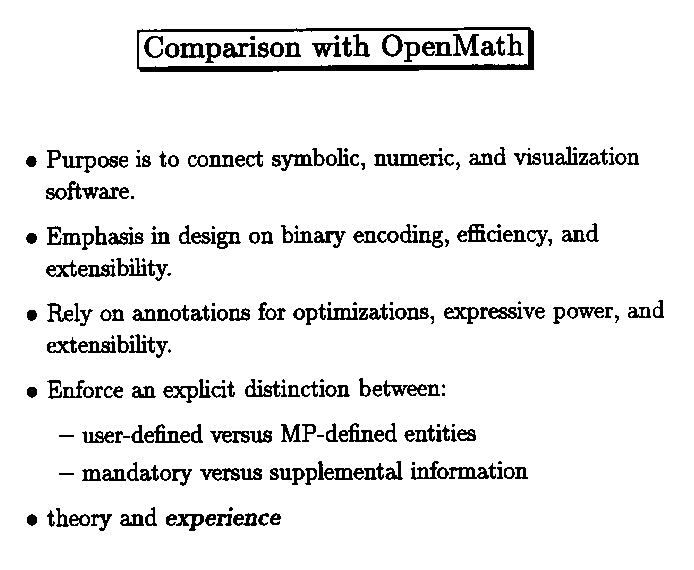 Comparison with OpenMath
• Purpose is to connect symbolic, numeric, and visualization
software.
• Emphasis in design on binary encoding, efficiency, and
extensibility.
• Rely on annotations for optimizations, expressive power, and
extensibility.
• Enforce an explicit distinction between:
– user-defined versus MP-defined entities
– mandatory versus supplemental information
• theory and experience